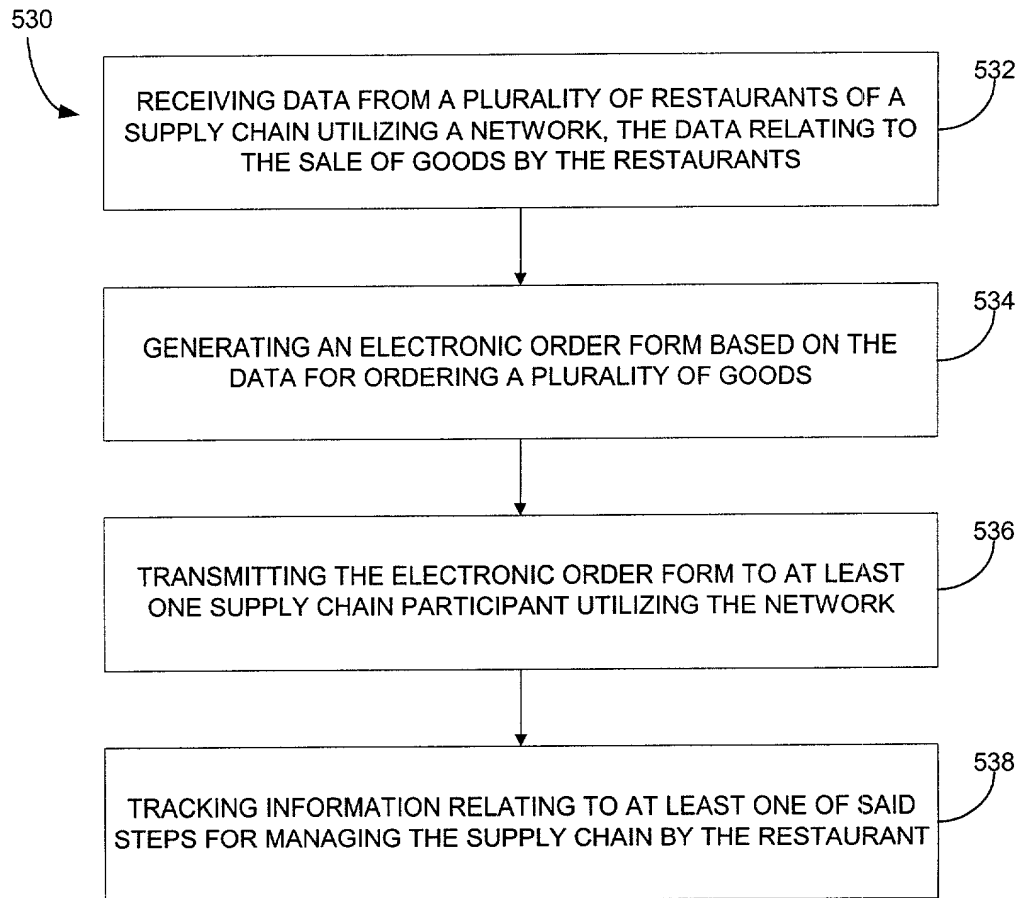 530
532
RECEIVING DATA FROM A PLURALITY OF RESTAURANTS OF A
SUPPLY CHAIN UTILIZING A NETWORK, THE DATA RELATING TO
THE SALE OF GOODS BY THE RESTAURANTS
534
GENERATING AN ELECTRONIC ORDER FORM BASED ON THE
DATA FOR ORDERING A PLURALITY OF GOODS
536
TRANSMITTING THE ELECTRONIC ORDER FORM TO AT LEAST
ONE SUPPLY CHAIN PARTICIPANT UTILIZING THE NETWORK
538
TRACKING INFORMATION RELATING TO AT LEAST ONE OF SAID
STEPS FOR MANAGING THE SUPPLY CHAIN BY THE RESTAURANT